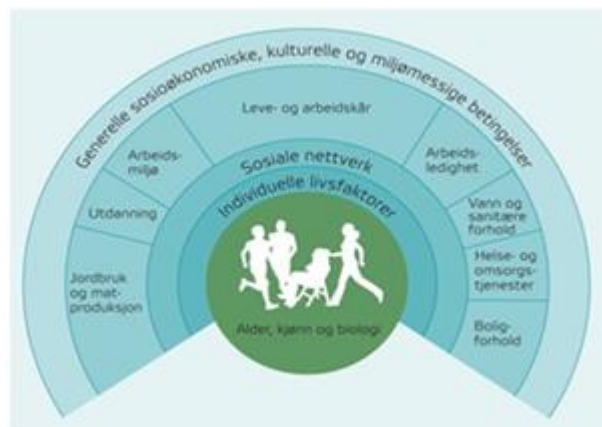 Generelle sosioøkonomiske, kulturelle og miljømessige betingelser
Leve- og arbeidskår
Arbeids-
miljø
Utdanning
Jordbruk
og mat-
produksjon
Arbeids-
ledighet
Vann og
sanitære
forhold
Helse- og
omsorgs-
tjenester
Bolig-
forhold
Sosiale nettverk
Individuelle livsfaktorer
Alder, kjønn og biologi